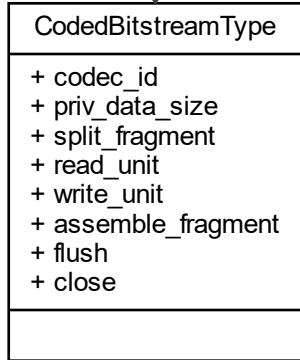 CodedBitstreamType
+ codec_id
+ priv_data_size
+ split_fragment
+ read_unit
+ write_unit
+ assemble_fragment
+ flush
+ close